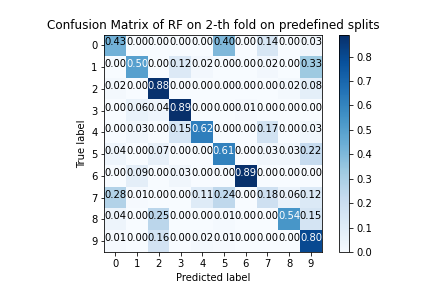 Confusion Matrix of RF on 2-th fold on predefined splits
0 0.43 0.00 0.00 0.00 0.00 0.40 0.00 0.14 0.00 0.03
1 0.00 0.50 0.00 0.12 0.02 0.00 0.00 0.02 0.00 0.33
2 0.02 0.00 0.88 0.00 0.00 0.00 0.00 0.02 0.00 0.08
3 0.00 0.06 0.04 0.89 0.00 0.00 0.01 0.00 0.00 0.00
4 0.00 0.03 0.00 0.15 0.62 0.00 0.00 0.17 0.00 0.03
5 0.04 0.00 0.07 0.00 0.00 0.61 0.00 0.03 0.03 0.22
6 0.00 0.09 0.00 0.03 0.00 0.00 0.89 0.00 0.00 0.00
7 0.28 0.01 0.00 0.00 0.11 0.24 0.00 0.18 0.06 0.12
8 0.04 0.00 0.25 0.00 0.00 0.01 0.00 0.00 0.54 0.15
9 0.01 0.00 0.16 0.00 0.02 0.01 0.00 0.00 0.00 0.80
0 1 2 3 4 5 6 7 8 9
Predicted label
True label
0.8
0.7
0.6
0.5
0.4
0.3
0.2
0.1
0.0